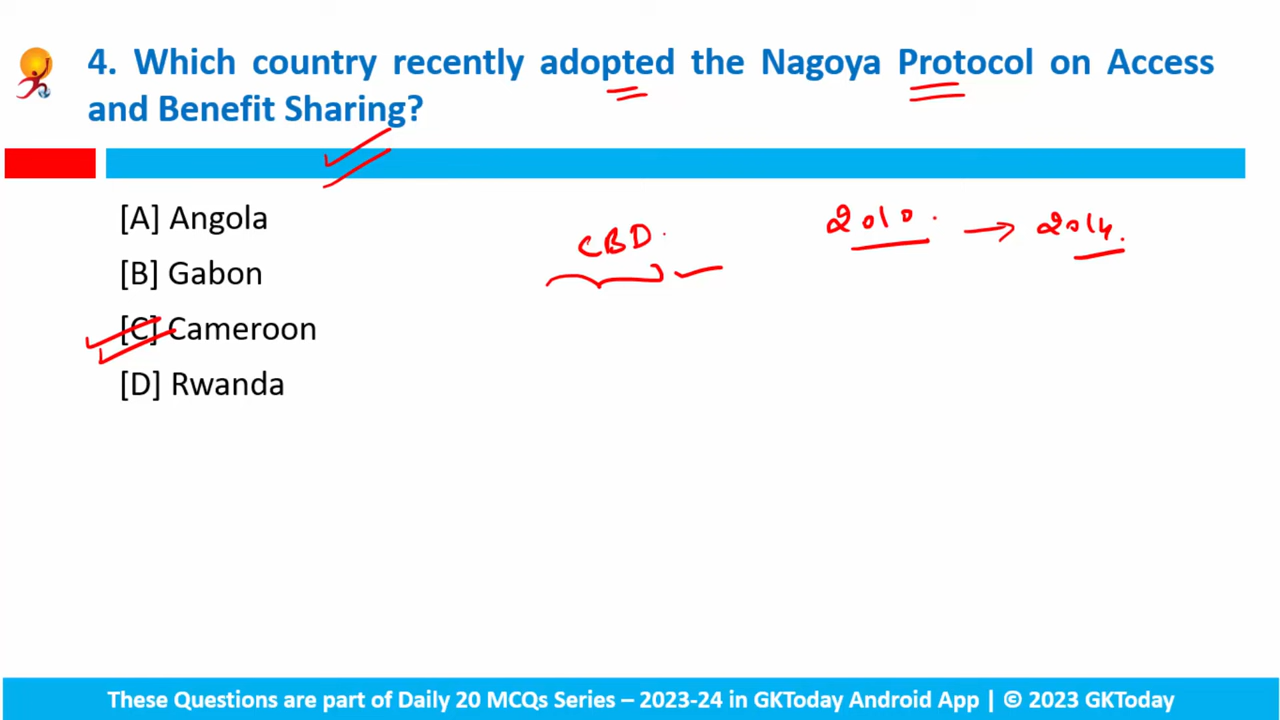 4. Which country recently adopted the Nagoya Protocol on Access
and Benefit Sharing?
[A] Angola
CBD.
2010. → 2014.
[B] Gabon
[C] Cameroon
[D] Rwanda
These Questions are part of Daily 20 MCQs Series – 2023-24 in GKToday Android App | © 2023 GKToday